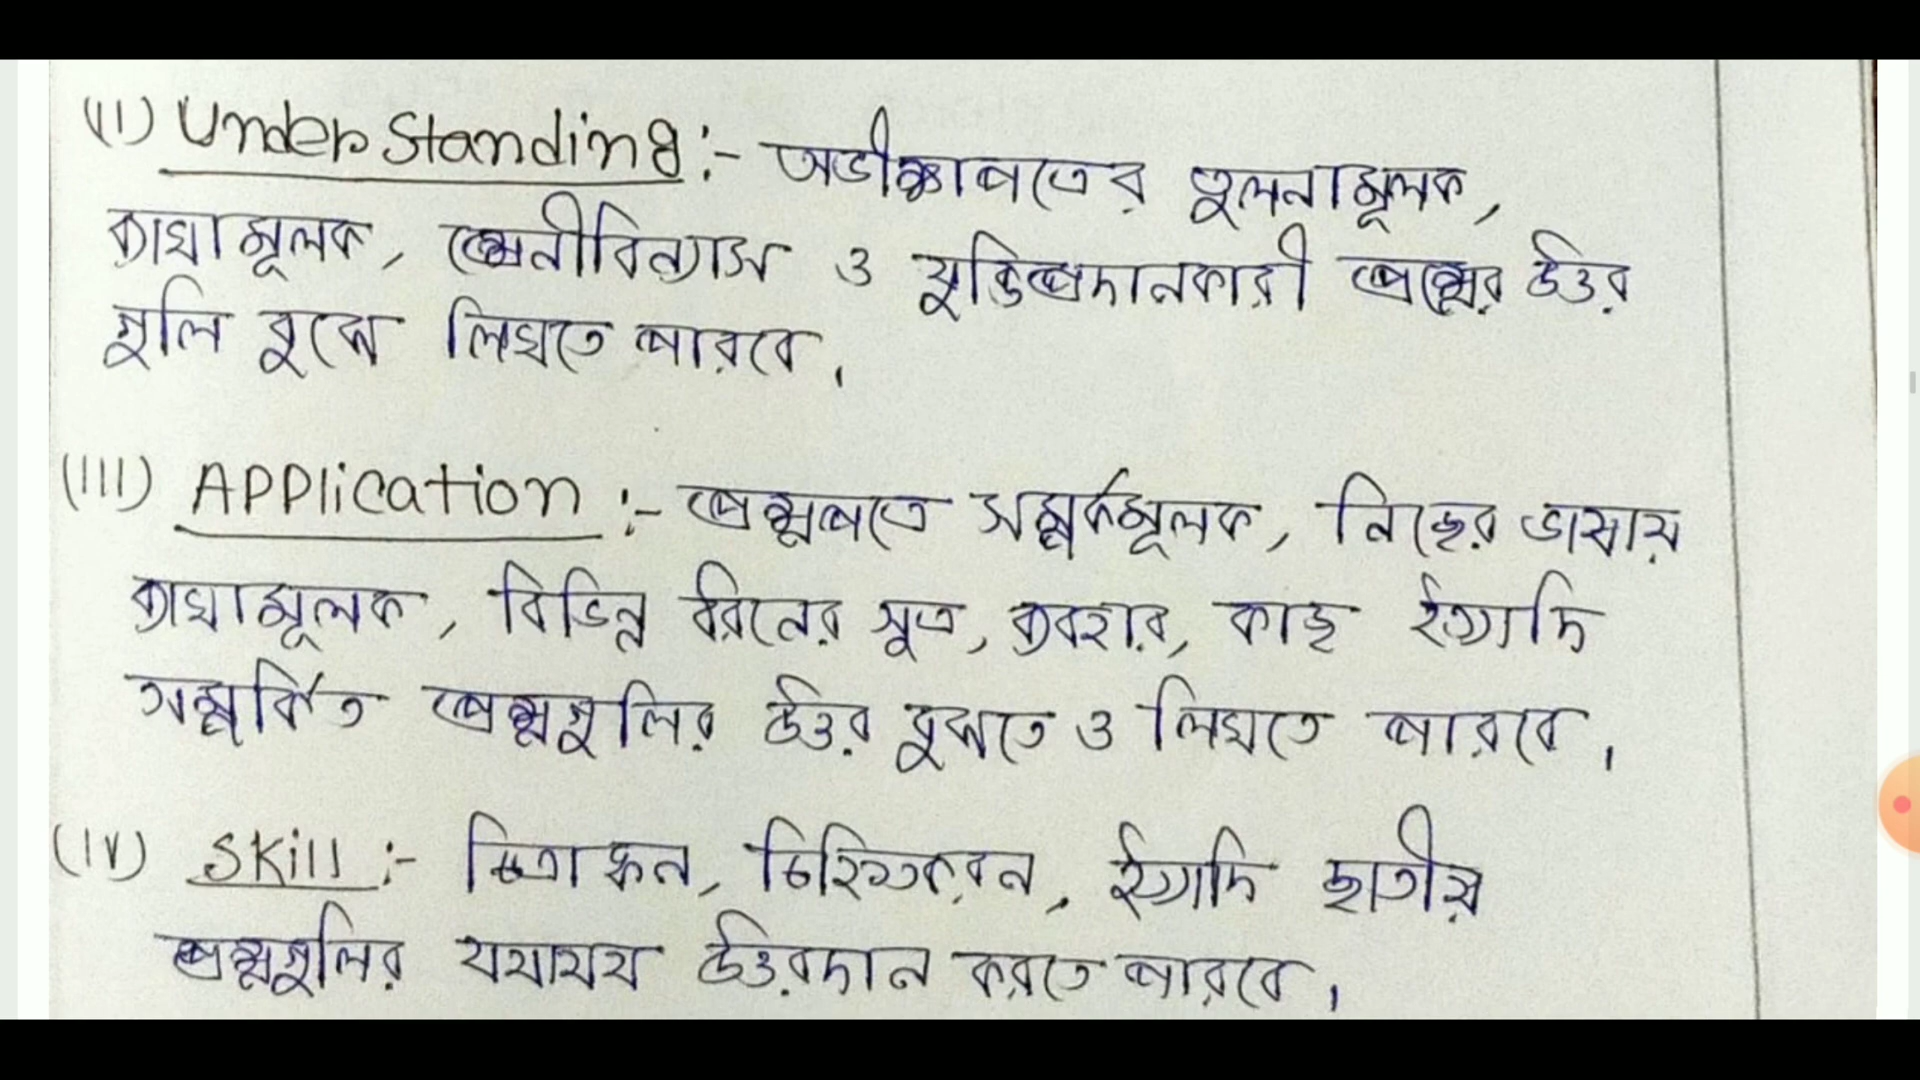 (II) Understanding :- অভীক্ষাপত্রের তুলনামূলক,
ব্যাখ্যামূলক, শ্রেনীবিন্যাস ও যুক্তিপ্রদানকারী প্রশ্নের উত্তর
গুলি বুঝে লিখতে পারবে।
(III) Application :- প্রশ্নপত্রে সম্পর্কমূলক, নিজের ভাষায়
ব্যাখ্যামূলক, বিভিন্ন ধরনের সূত্র, ব্যবহার, কাজ ইত্যাদি
সম্পর্কিত প্রশ্নগুলির উত্তর বুঝতে ও লিখতে পারবে।
(IV) Skill :- চিত্রাঙ্কন, চিহ্নিতকরন, ইত্যাদি জাতীয়
প্রশ্নগুলির যথাযথ উত্তরদান করতে পারবে।